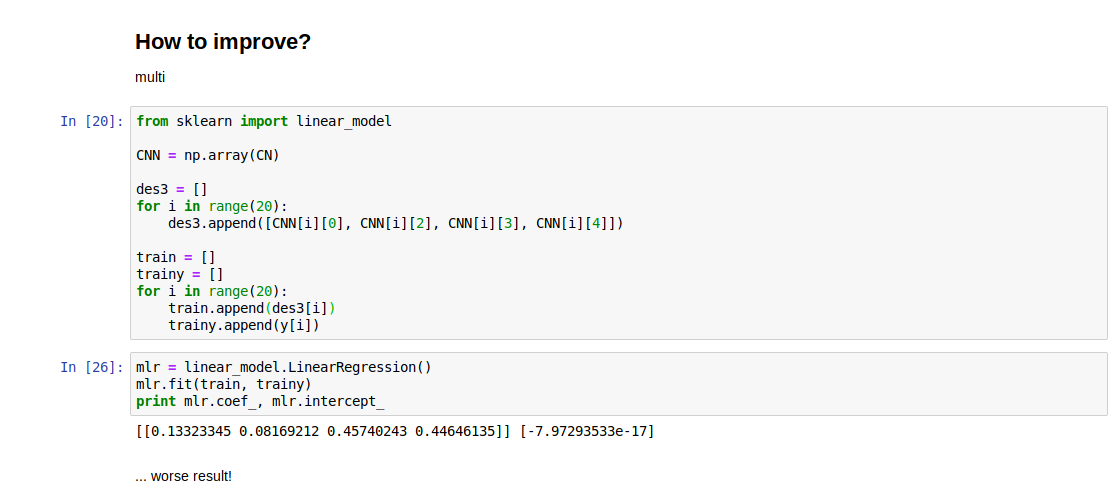 How to improve?
multi
In [20]:
from sklearn import linear_model
CNN = np.array(CN)
des3 = []
for i in range(20):
    des3.append([CNN[i][0], CNN[i][2], CNN[i][3], CNN[i][4]])
train = []
trainy = []
for i in range(20):
    train.append(des3[i])
    trainy.append(y[i])
In [26]:
mlr = linear_model.LinearRegression()
mlr.fit(train, trainy)
print mlr.coef_, mlr.intercept_
[[0.13323345 0.08169212 0.45740243 0.44646135]] [-7.97293533e-17]
... worse result!